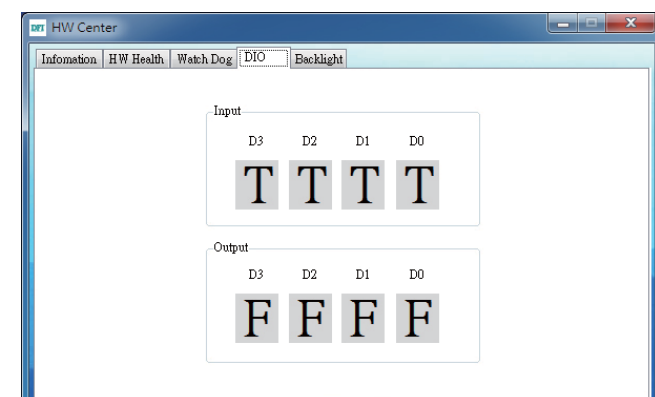 DFI HW Center
Infomation HW Health Watch Dog DIO Backlight
Input
D3 D2 D1 D0
T T T T
Output
D3 D2 D1 D0
F F F F